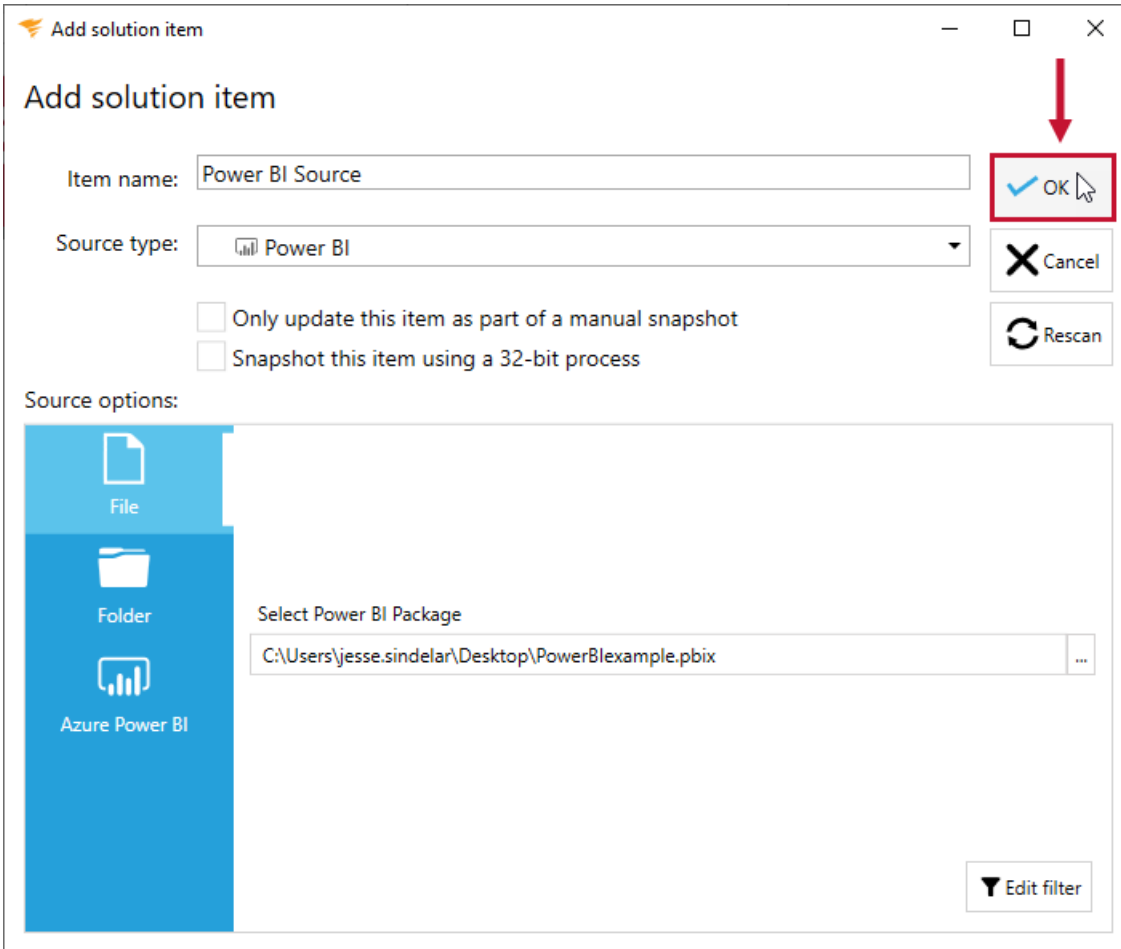 Add solution item
Add solution item
Item name: Power BI Source
OK
Source type: Power BI
Cancel
Only update this item as part of a manual snapshot
Rescan
Snapshot this item using a 32-bit process
Source options:
File
Folder
Select Power BI Package
C:\Users\jesse.sindelar\Desktop\PowerBIexample.pbix
...
Azure Power BI
Edit filter